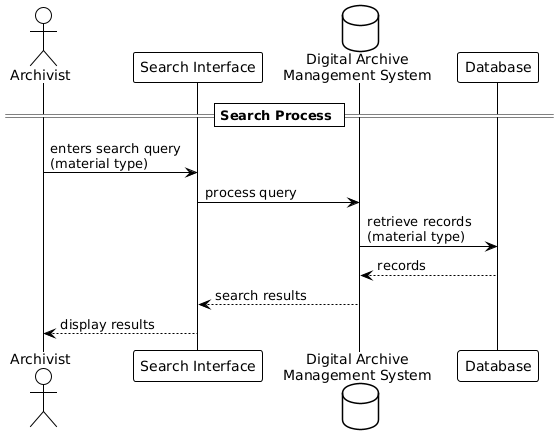 Archivist
Search Interface
Digital Archive
Management System
Database
Search Process
enters search query
(material type)
process query
retrieve records
(material type)
records
search results
display results
Archivist
Search Interface
Digital Archive
Management System
Database